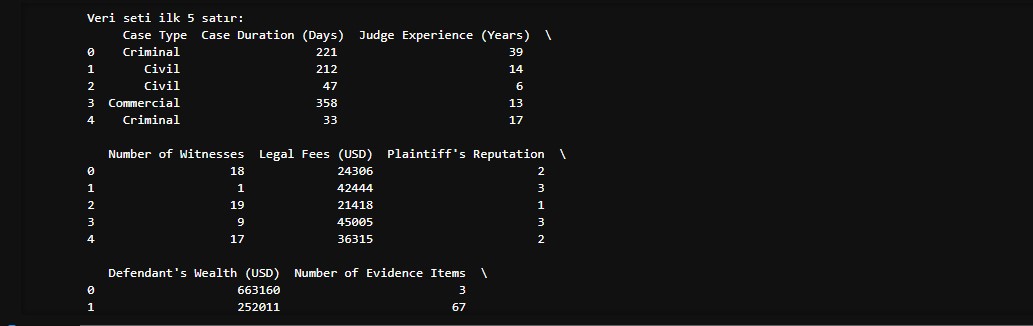 Veri seti ilk 5 satır:
Case Type Case Duration (Days) Judge Experience (Years) \
0 Criminal 221 39
1 Civil 212 14
2 Civil 47 6
3 Commercial 358 13
4 Criminal 33 17
Number of Witnesses Legal Fees (USD) Plaintiff's Reputation \
0 18 24306 2
1 1 42444 3
2 19 21418 1
3 9 45005 3
4 17 36315 2
Defendant's Wealth (USD) Number of Evidence Items \
0 663160 3
1 252011 67